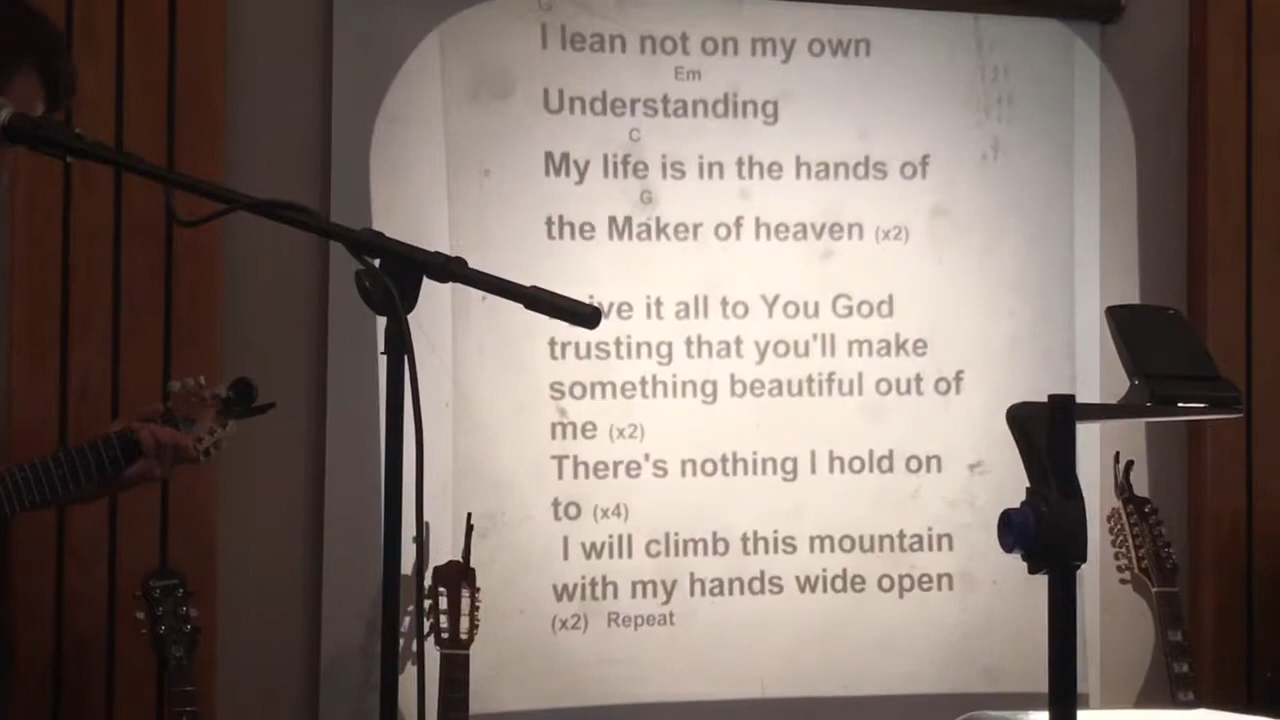 G
I lean not on my own
Em
Understanding
C
My life is in the hands of
G
the Maker of heaven (x2)
it all to You God
trusting that you'll make
something beautiful out of
me (x2)
There's nothing I hold on
to (x4)
I will climb this mountain
with my hands wide open
(x2) Repeat